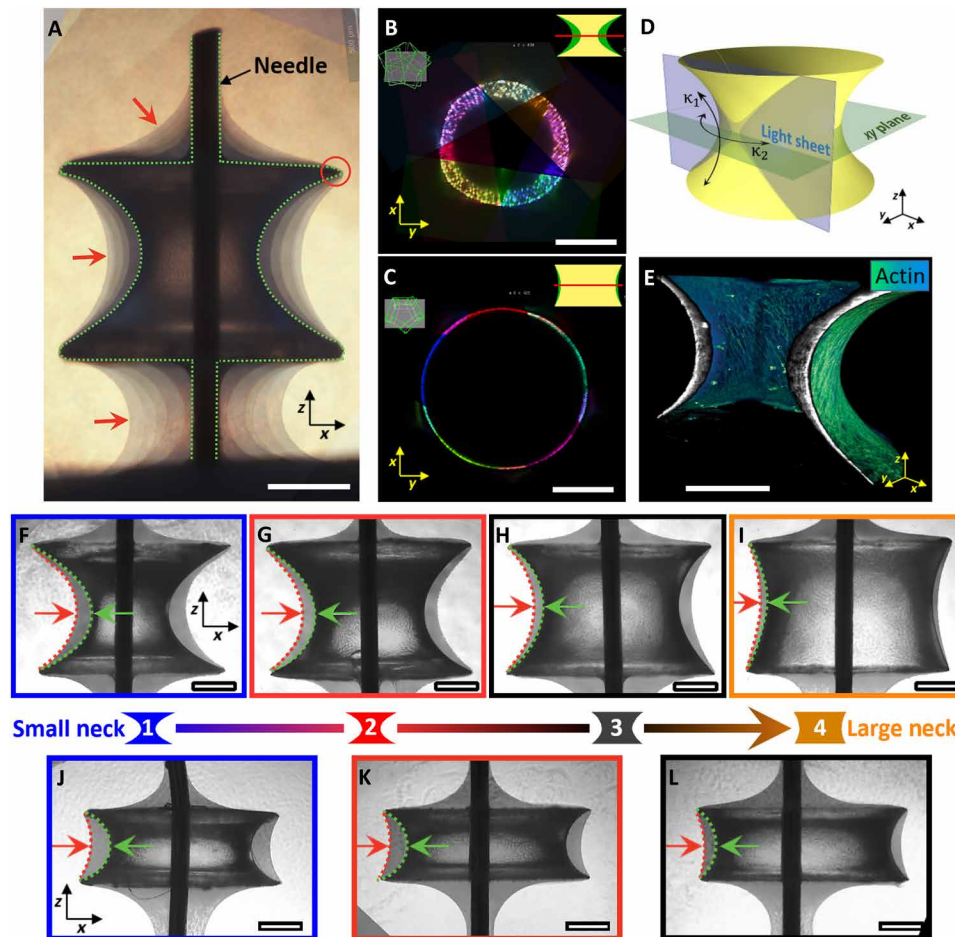 A
Needle
z
x
B
x
y
C
x
y
D
κ1
κ2
Light sheet
xy plane
z
y
x
E
Actin
z
y
x
F
z
x
G
H
I
Small neck 1 2 3 4 Large neck
J
z
x
K
L